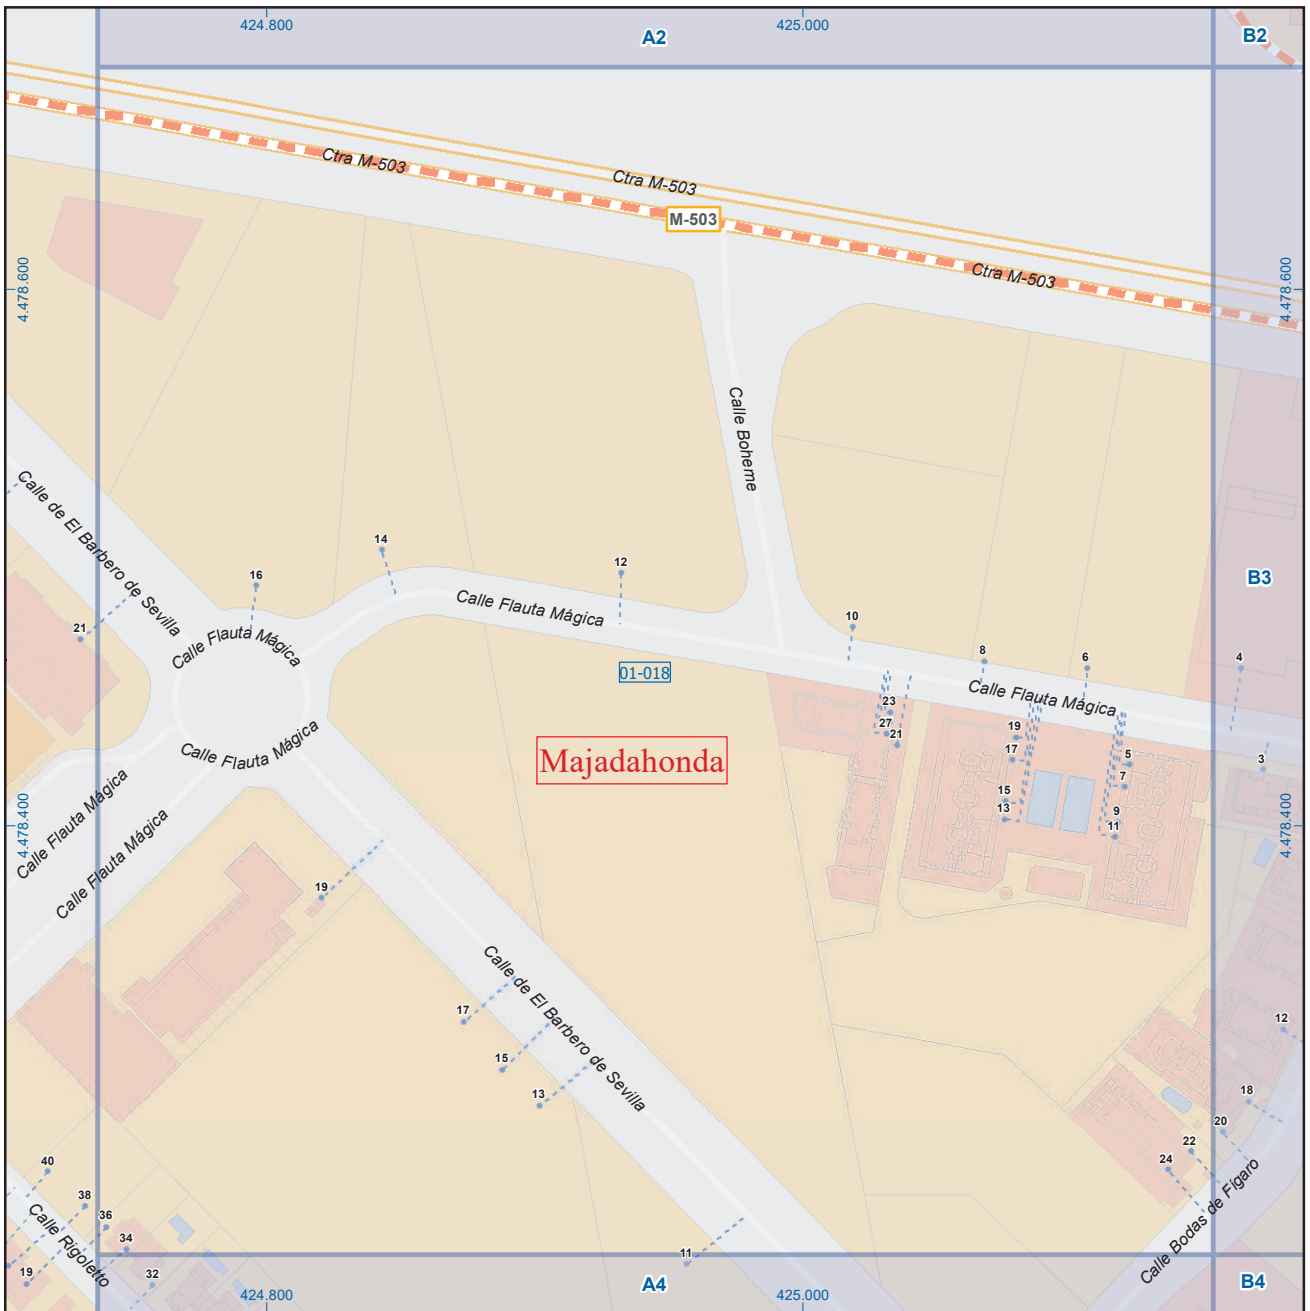 424.800
425.000
A2
B2
Ctra M-503
Ctra M-503
M-503
Ctra M-503
4.478.600
4.478.600
Calle Boheme
Calle de El Barbero de Sevilla
14
12
16
B3
Calle Flauta Mágica
10
21
Calle Flauta Mágica
8
6
4
01-018
Calle Flauta Mágica
23
27
21
19
17
5
7
3
Calle Flauta Mágica
Majadahonda
15
13
9
11
4.478.400
4.478.400
Calle Flauta Mágica
Calle Flauta Mágica
19
Calle de El Barbero de Sevilla
17
15
13
12
18
20
22
24
40
38
36
34
32
19
Calle Rigoletto
Calle Bodas de Fígaro
11
A4
B4
424.800
425.000